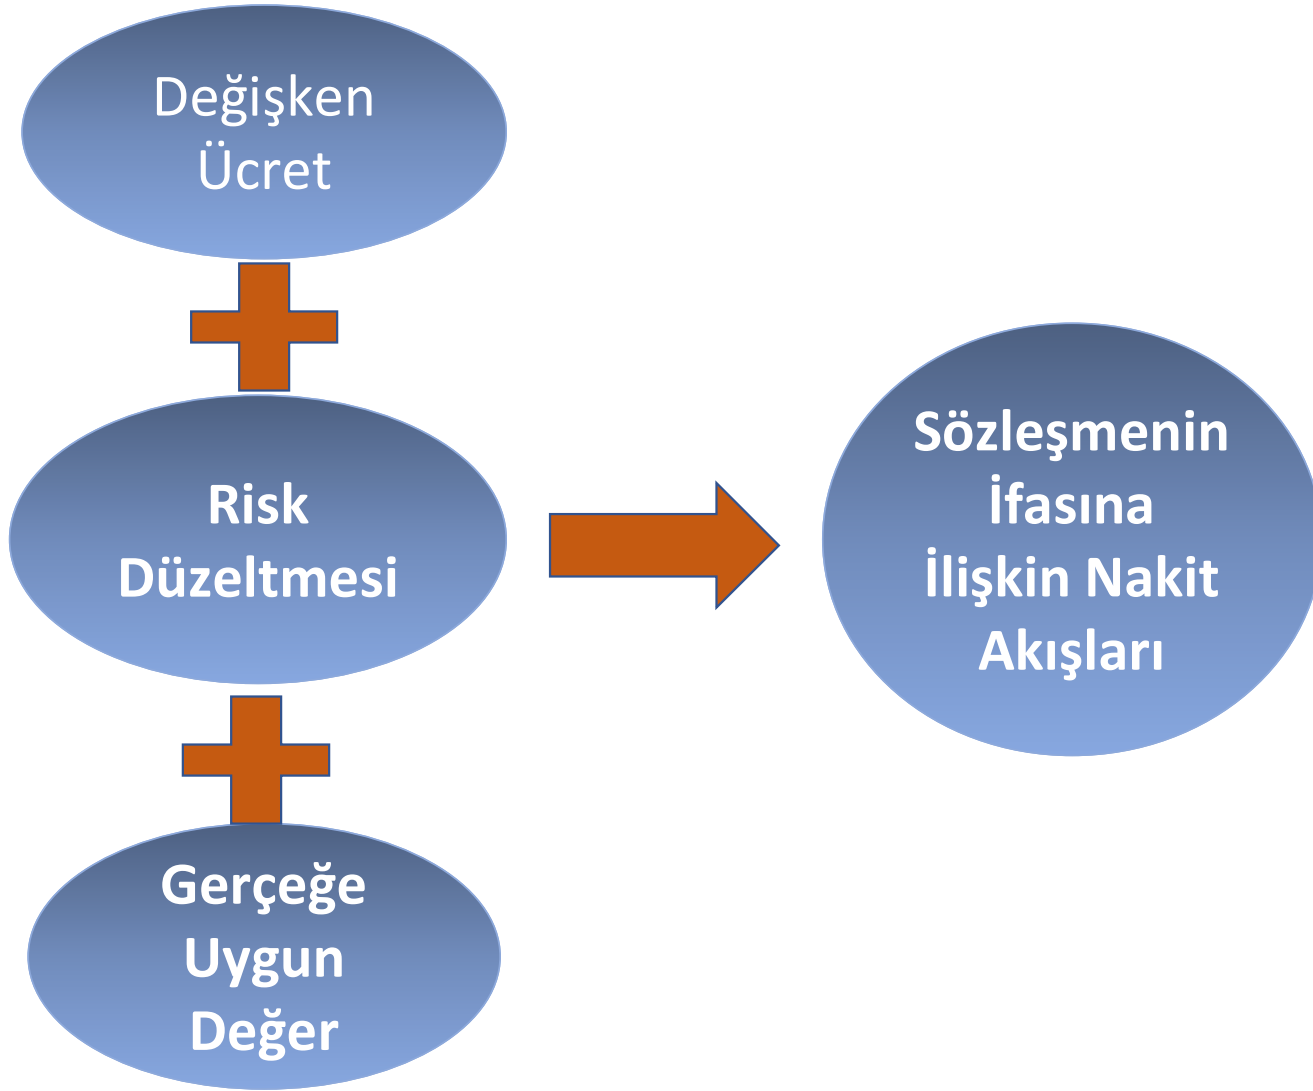 Değişken
Ücret
Risk
Düzeltmesi
Gerçeğe
Uygun
Değer
Sözleşmenin
İfasına
İlişkin Nakit
Akışları